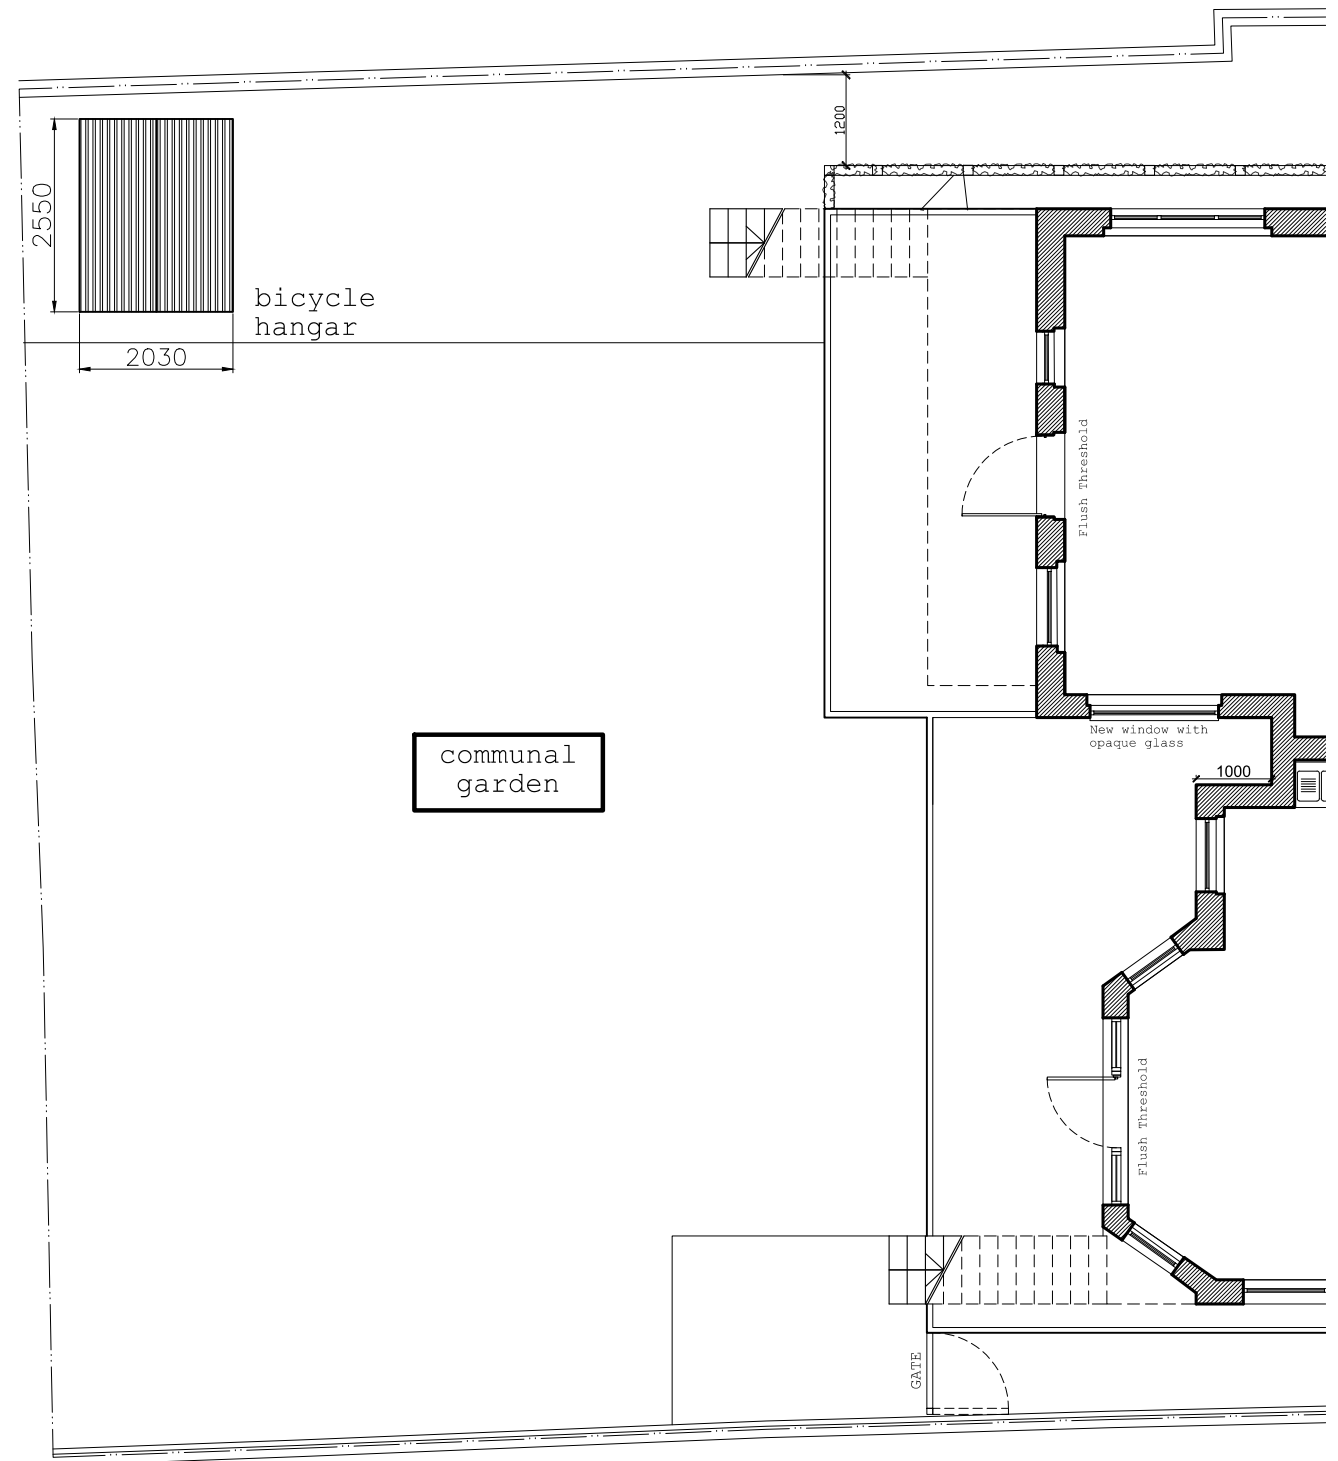 1200
2550
bicycle
hangar
2030
Flush Threshold
New window with
opaque glass
communal
garden
1000
Flush Threshold
GATE